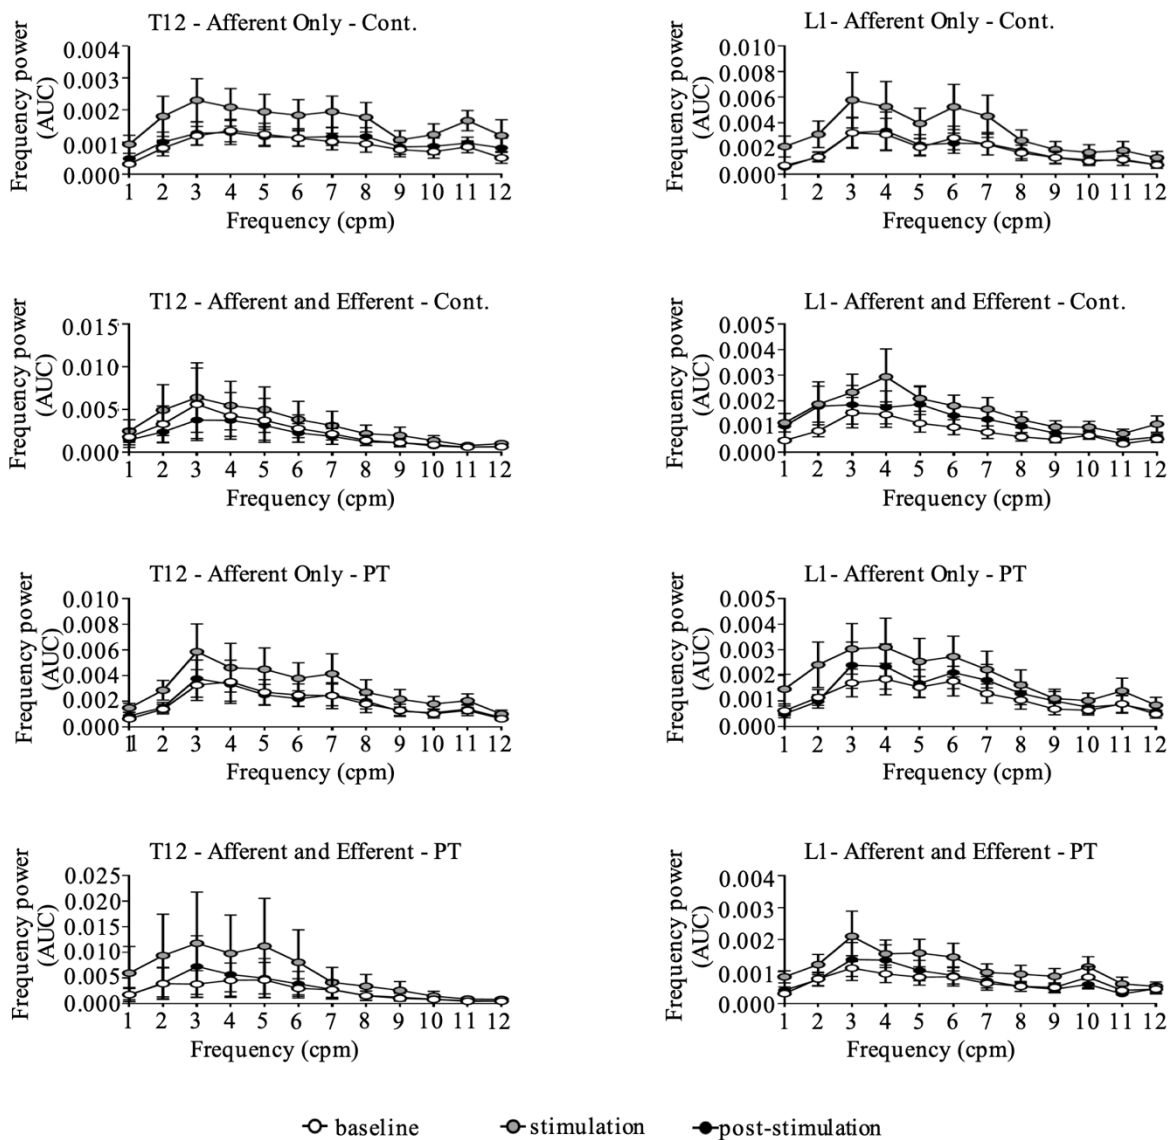 T12 - Afferent Only - Cont.
Frequency power
(AUC)
0.004
0.003
0.002
0.001
0.000
1 2 3 4 5 6 7 8 9 10 11 12
Frequency (cpm)
L1- Afferent Only - Cont.
Frequency power
(AUC)
0.010
0.008
0.006
0.004
0.002
0.000
1 2 3 4 5 6 7 8 9 10 11 12
Frequency (cpm)
T12 - Afferent and Efferent - Cont.
Frequency power
(AUC)
0.015
0.010
0.005
0.000
1 2 3 4 5 6 7 8 9 10 11 12
Frequency (cpm)
L1- Afferent and Efferent - Cont.
Frequency power
(AUC)
0.005
0.004
0.003
0.002
0.001
0.000
1 2 3 4 5 6 7 8 9 10 11 12
Frequency (cpm)
T12 - Afferent Only - PT
Frequency power
(AUC)
0.010
0.008
0.006
0.004
0.002
0.000
11 2 3 4 5 6 7 8 9 10 11 12
Frequency (cpm)
L1- Afferent Only - PT
Frequency power
(AUC)
0.005
0.004
0.003
0.002
0.001
0.000
1 2 3 4 5 6 7 8 9 10 11 12
Frequency (cpm)
T12 - Afferent and Efferent - PT
Frequency power
(AUC)
0.025
0.020
0.015
0.010
0.005
0.000
1 2 3 4 5 6 7 8 9 10 11 12
Frequency (cpm)
L1- Afferent and Efferent - PT
Frequency power
(AUC)
0.004
0.003
0.002
0.001
0.000
1 2 3 4 5 6 7 8 9 10 11 12
Frequency (cpm)
baseline stimulation post-stimulation